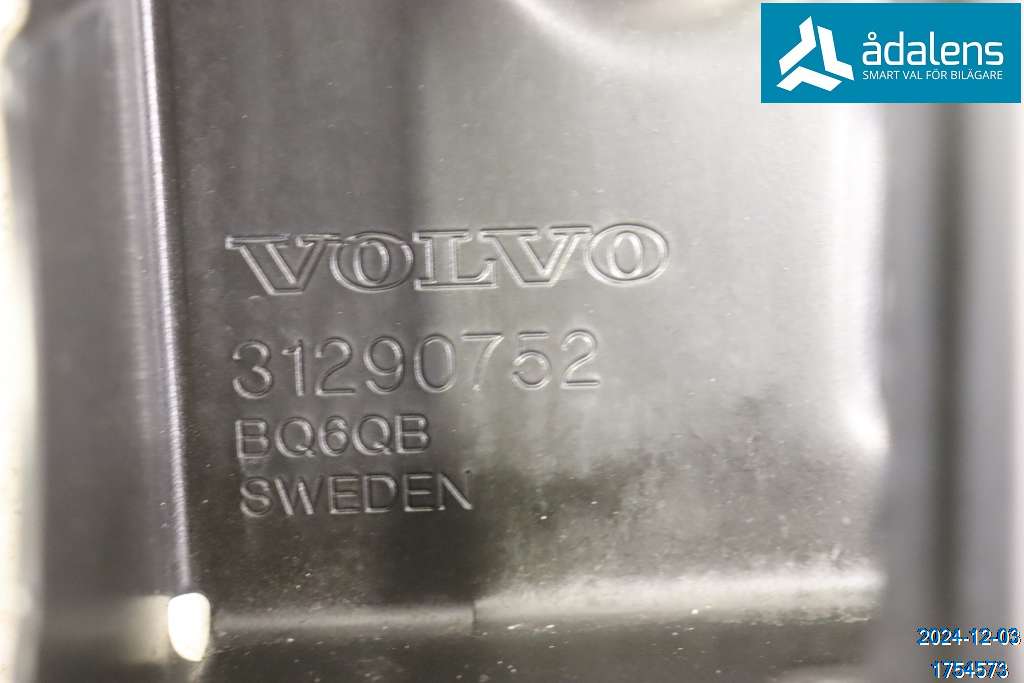 ådalens
SMART VAL FÖR BILÄGARE
VOLVO
31290752
BQ6QB
SWEDEN
2024-12-03
1754573